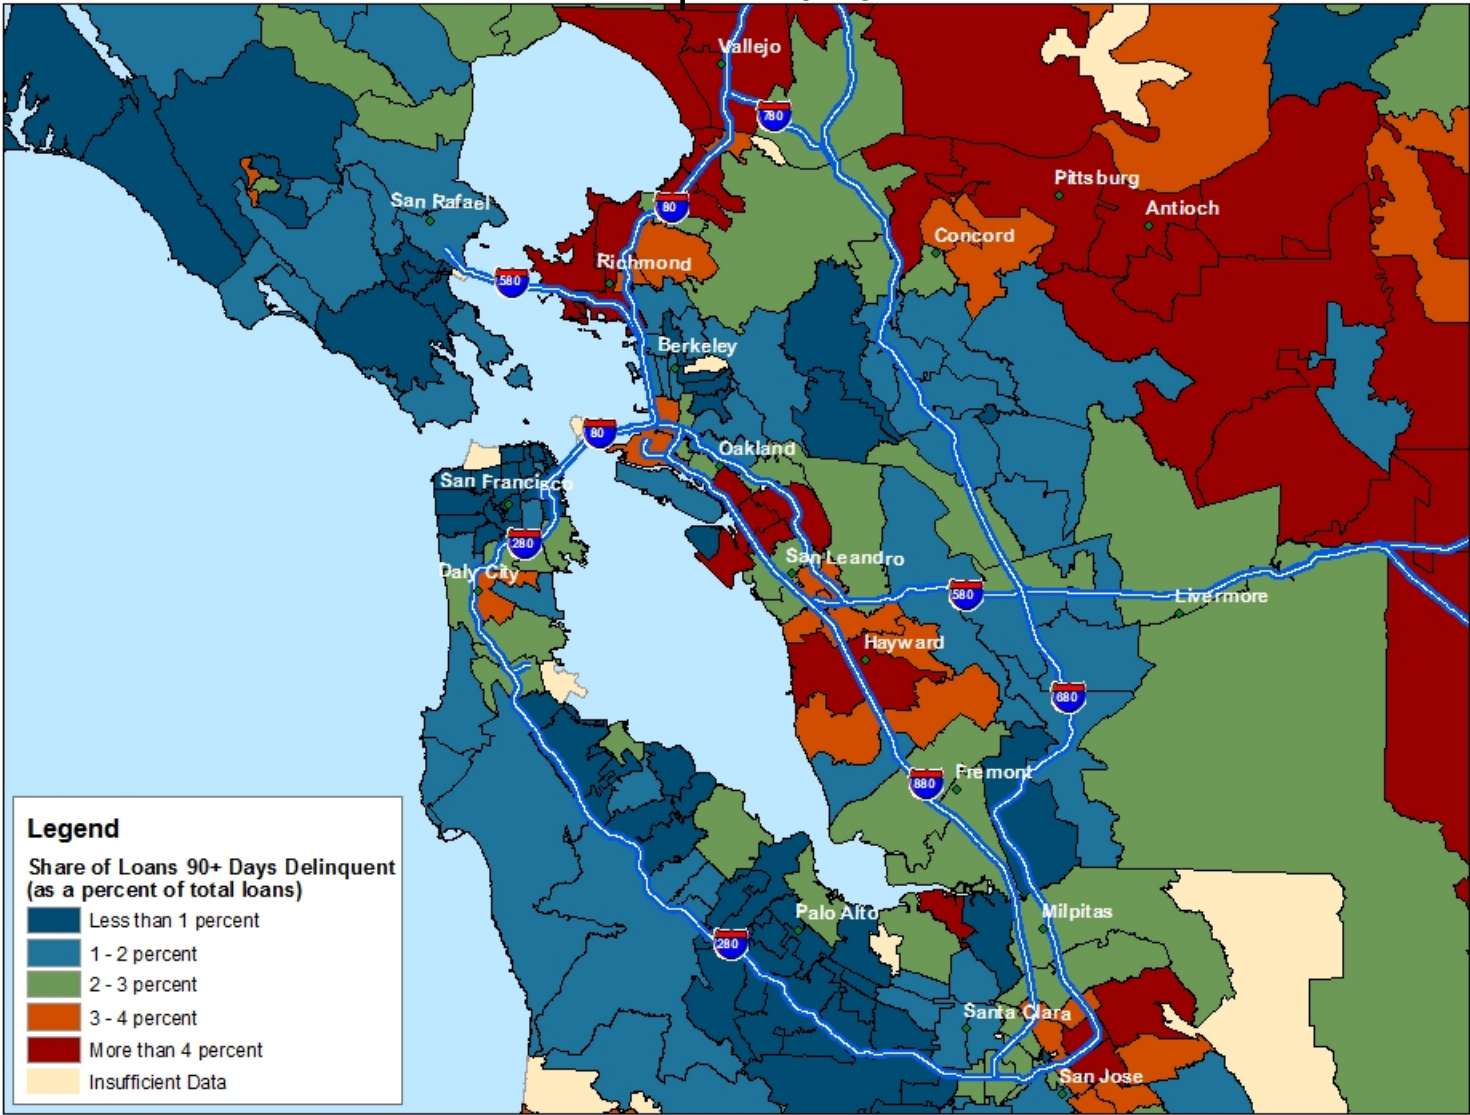 Vallejo
780
Pittsburg
San Rafael
80
Antioch
Concord
Richmond
580
Berkeley
80
Oakland
San Francisco
280
San Leandro
Daly City
580
Livermore
Hayward
680
Fremont
880
Palo Alto
Milpitas
280
Santa Clara
San Jose
Legend
Share of Loans 90+ Days Delinquent
(as a percent of total loans)
Less than 1 percent
1 - 2 percent
2 - 3 percent
3 - 4 percent
More than 4 percent
Insufficient Data